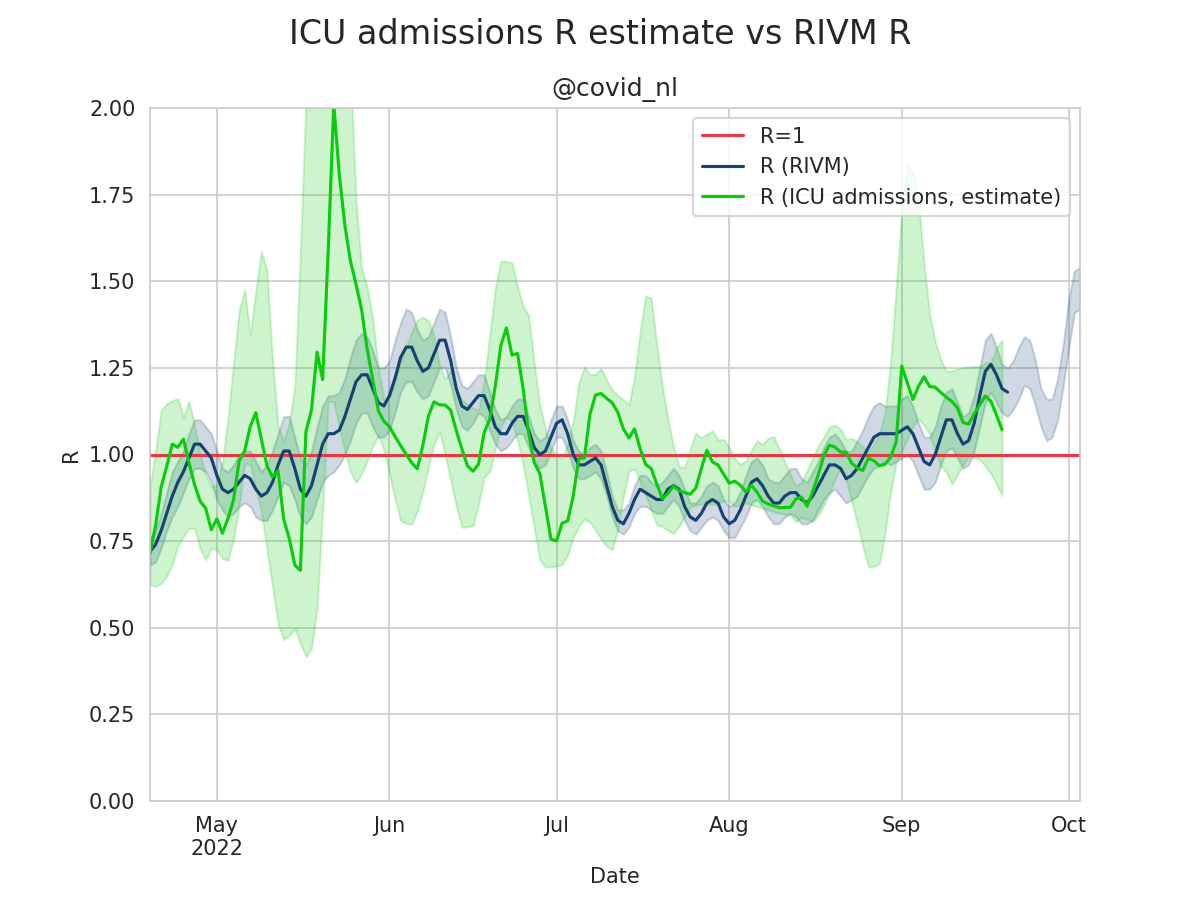 ICU admissions R estimate vs RIVM R
@covid_nl
R=1
R (RIVM)
R (ICU admissions, estimate)
2.00
1.75
1.50
1.25
1.00
0.75
0.50
0.25
0.00
R
May
2022
Jun
Jul
Aug
Sep
Oct
Date